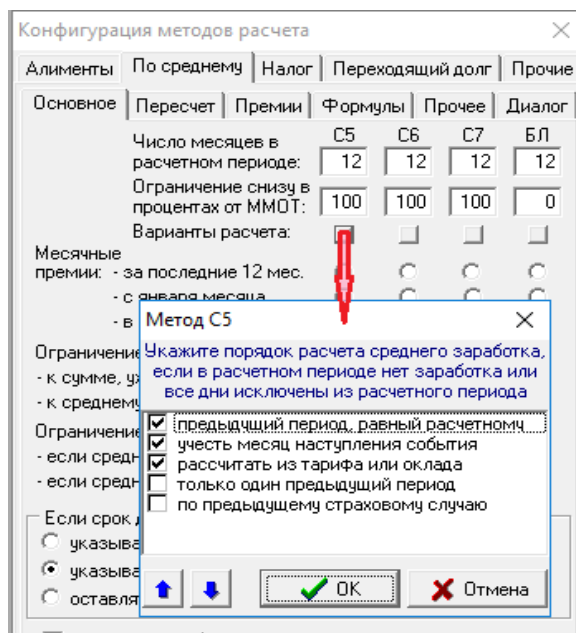 Конфигурация методов расчета
Алименты По среднему Налог Переходящий долг Прочие
Основное Пересчет Премии Формулы Прочее Диалог
С5 С6 С7 БЛ
Число месяцев в
расчетном периоде: 12 12 12 12
Ограничение снизу в
процентах от ММОТ: 100 100 100 0
Варианты расчета:
Месячные
премии: - за последние 12 мес.
- с января месяца
- в
Метод С5
Укажите порядок расчета среднего заработка,
если в расчетном периоде нет заработка или
все дни исключены из расчетного периода
предыдущий период, равный расчетному
учесть месяц наступления события
рассчитать из тарифа или оклада
только один предыдущий период
по предыдущему страховому случаю
OK Отмена
Ограничени
- к сумме, у
- к среднему
Ограничени
- если сред
- если сред
Если срок
указыва
указыва
оставля